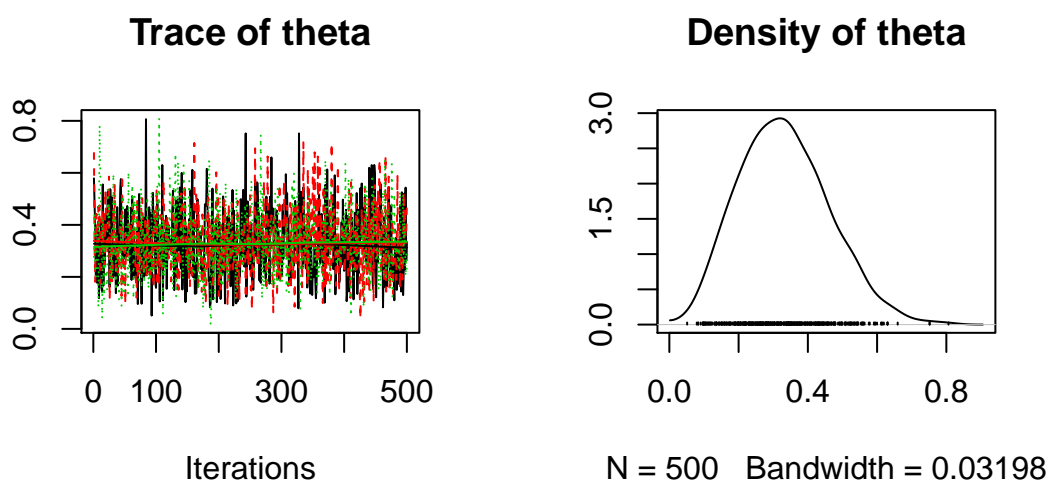 Trace of theta
0.8
0.4
0.0
0 100 300 500
Iterations
Density of theta
3.0
1.5
0.0
0.0 0.4 0.8
N = 500 Bandwidth = 0.03198